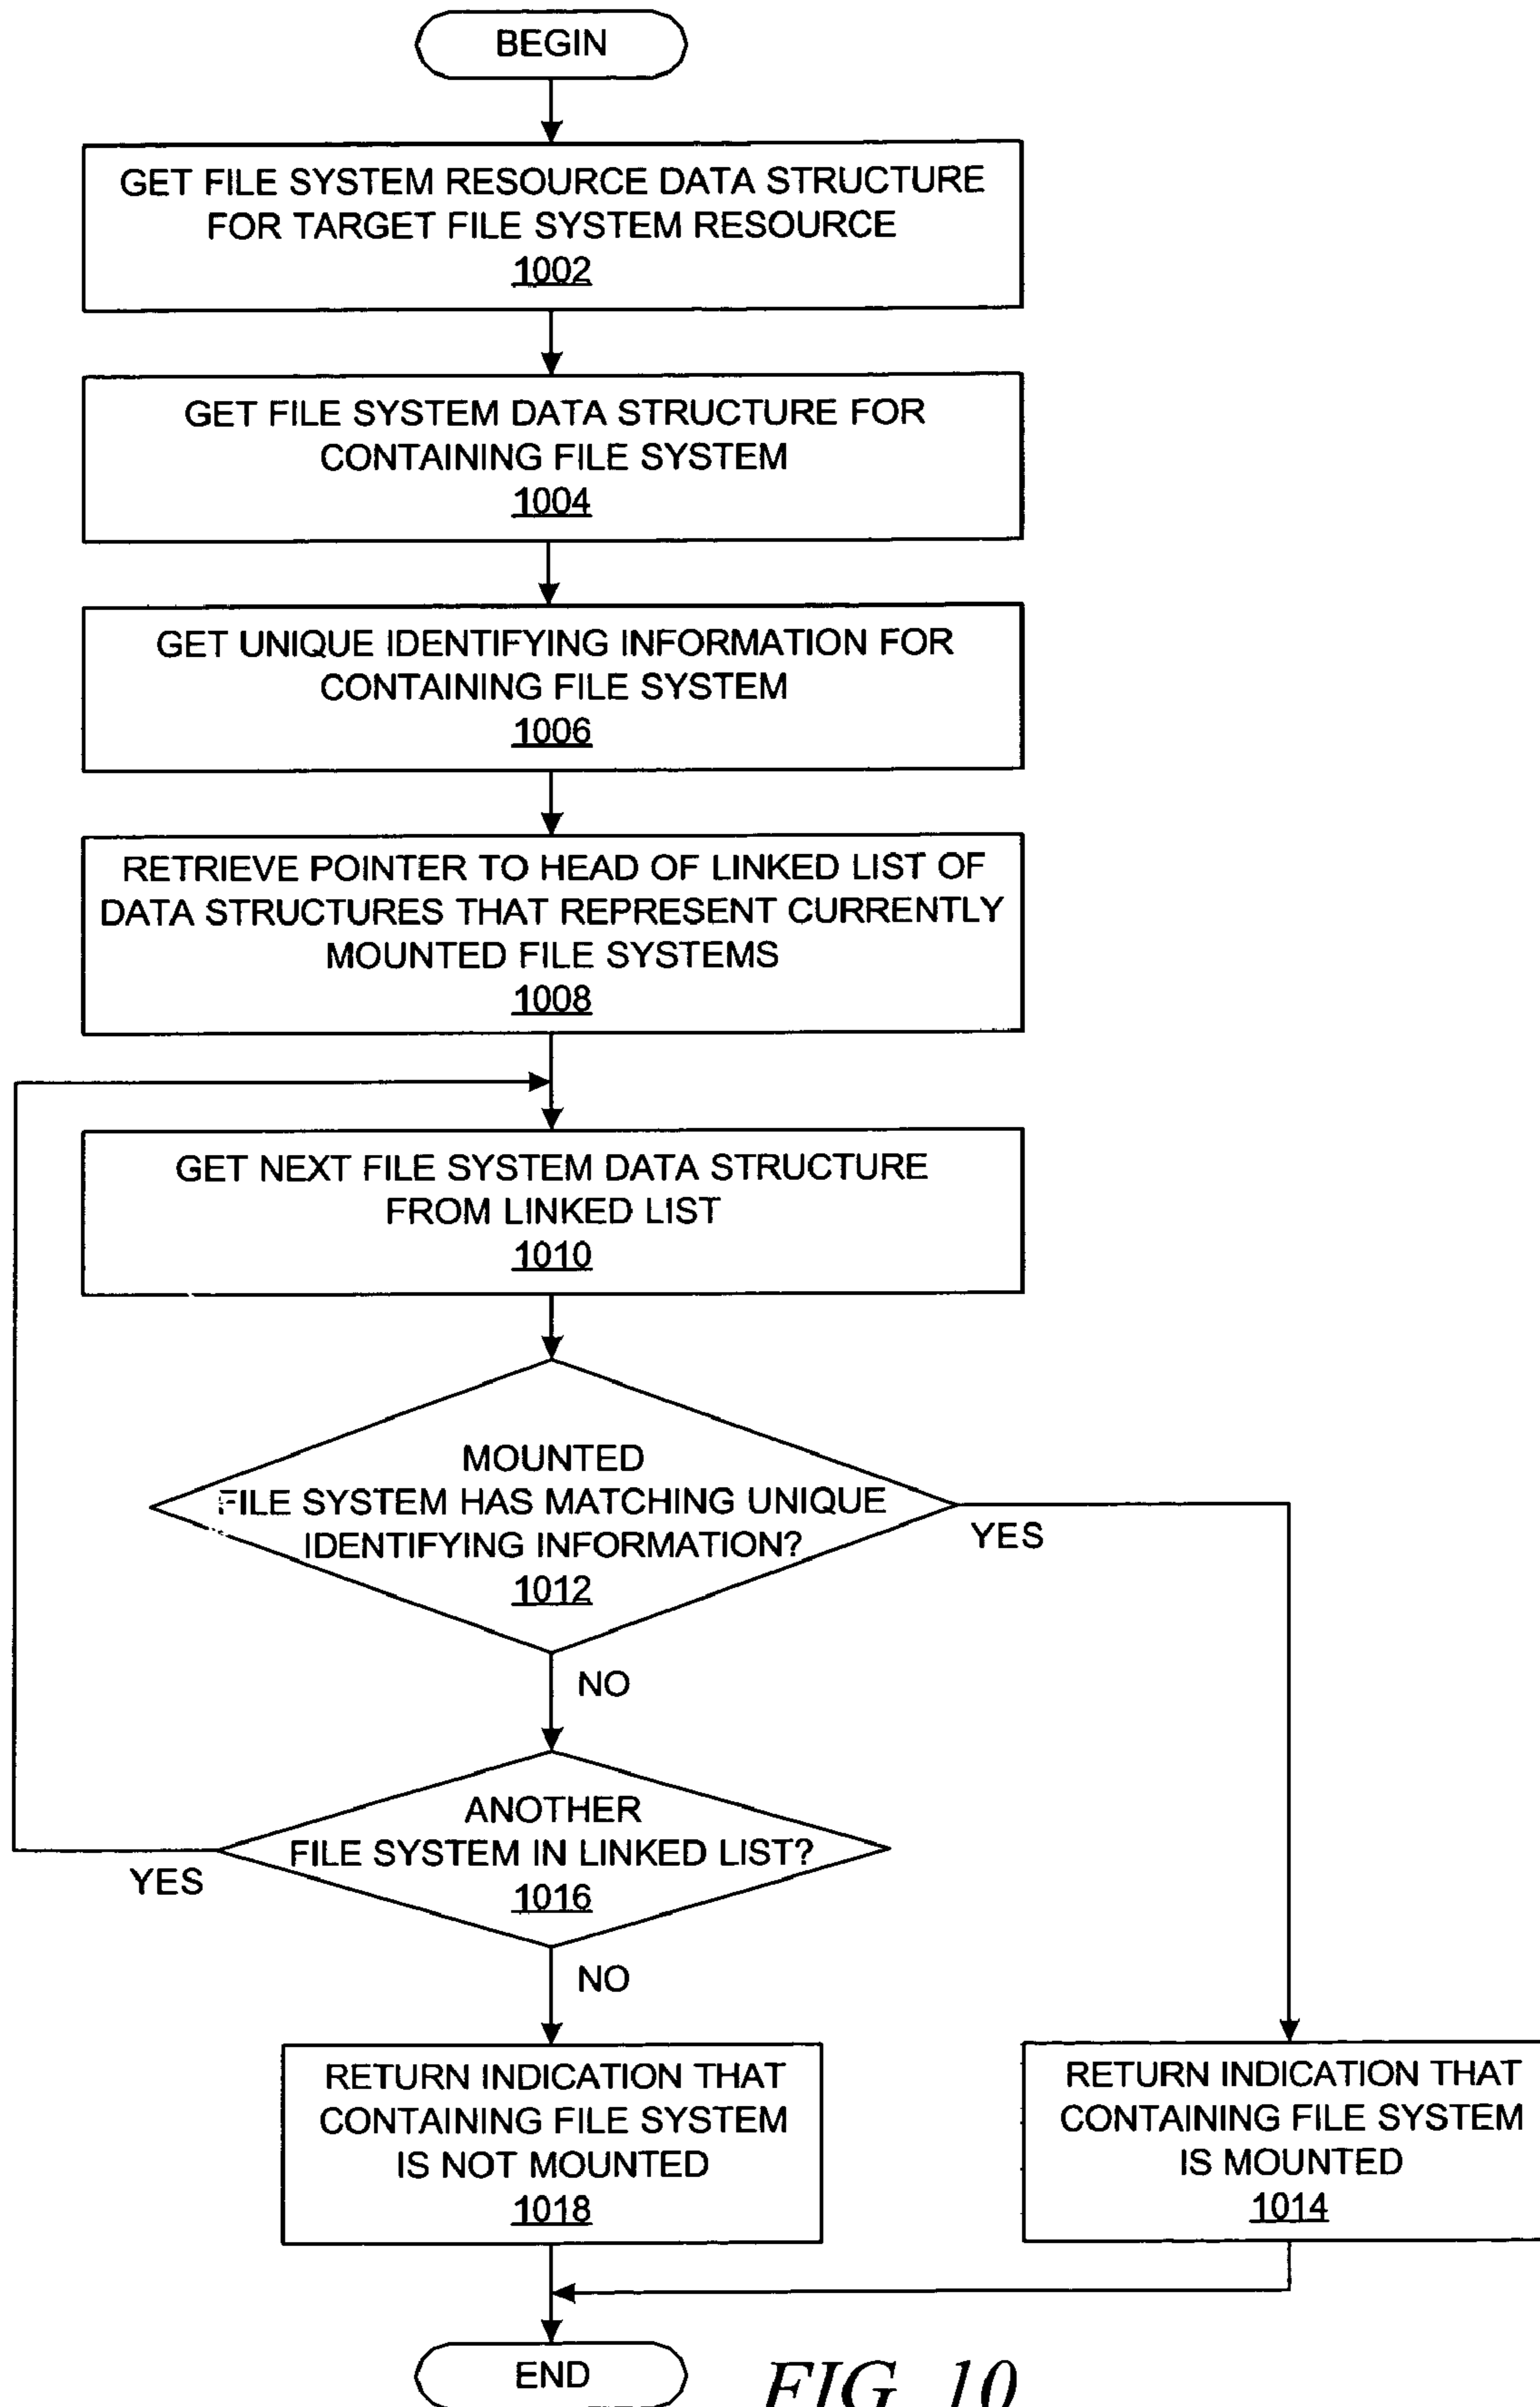 BEGIN
GET FILE SYSTEM RESOURCE DATA STRUCTURE
FOR TARGET FILE SYSTEM RESOURCE
1002
GET FILE SYSTEM DATA STRUCTURE FOR
CONTAINING FILE SYSTEM
1004
GET UNIQUE IDENTIFYING INFORMATION FOR
CONTAINING FILE SYSTEM
1006
RETRIEVE POINTER TO HEAD OF LINKED LIST OF
DATA STRUCTURES THAT REPRESENT CURRENTLY
MOUNTED FILE SYSTEMS
1008
GET NEXT FILE SYSTEM DATA STRUCTURE
FROM LINKED LIST
1010
MOUNTED
FILE SYSTEM HAS MATCHING UNIQUE
IDENTIFYING INFORMATION?
1012
YES
NO
ANOTHER
FILE SYSTEM IN LINKED LIST?
1016
YES
NO
RETURN INDICATION THAT
CONTAINING FILE SYSTEM
IS NOT MOUNTED
1018
RETURN INDICATION THAT
CONTAINING FILE SYSTEM
IS MOUNTED
1014
END
FIG. 10